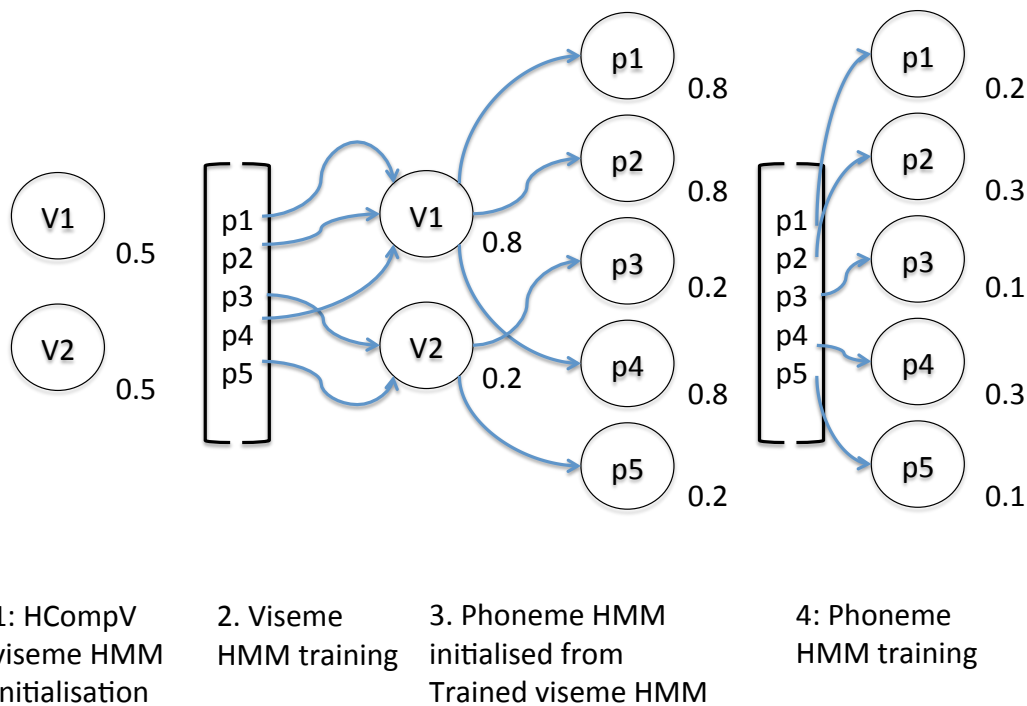 V1
0.5
V2
0.5
p1
p2
p3
p4
p5
V1
0.8
V2
0.2
p1
0.8
p2
0.8
p3
0.2
p4
0.8
p5
0.2
p1
p2
p3
p4
p5
p1
0.2
p2
0.3
p3
0.1
p4
0.3
p5
0.1
1: HCompV
viseme HMM
initialisation
2. Viseme
HMM training
3. Phoneme HMM
initialised from
Trained viseme HMM
4: Phoneme
HMM training